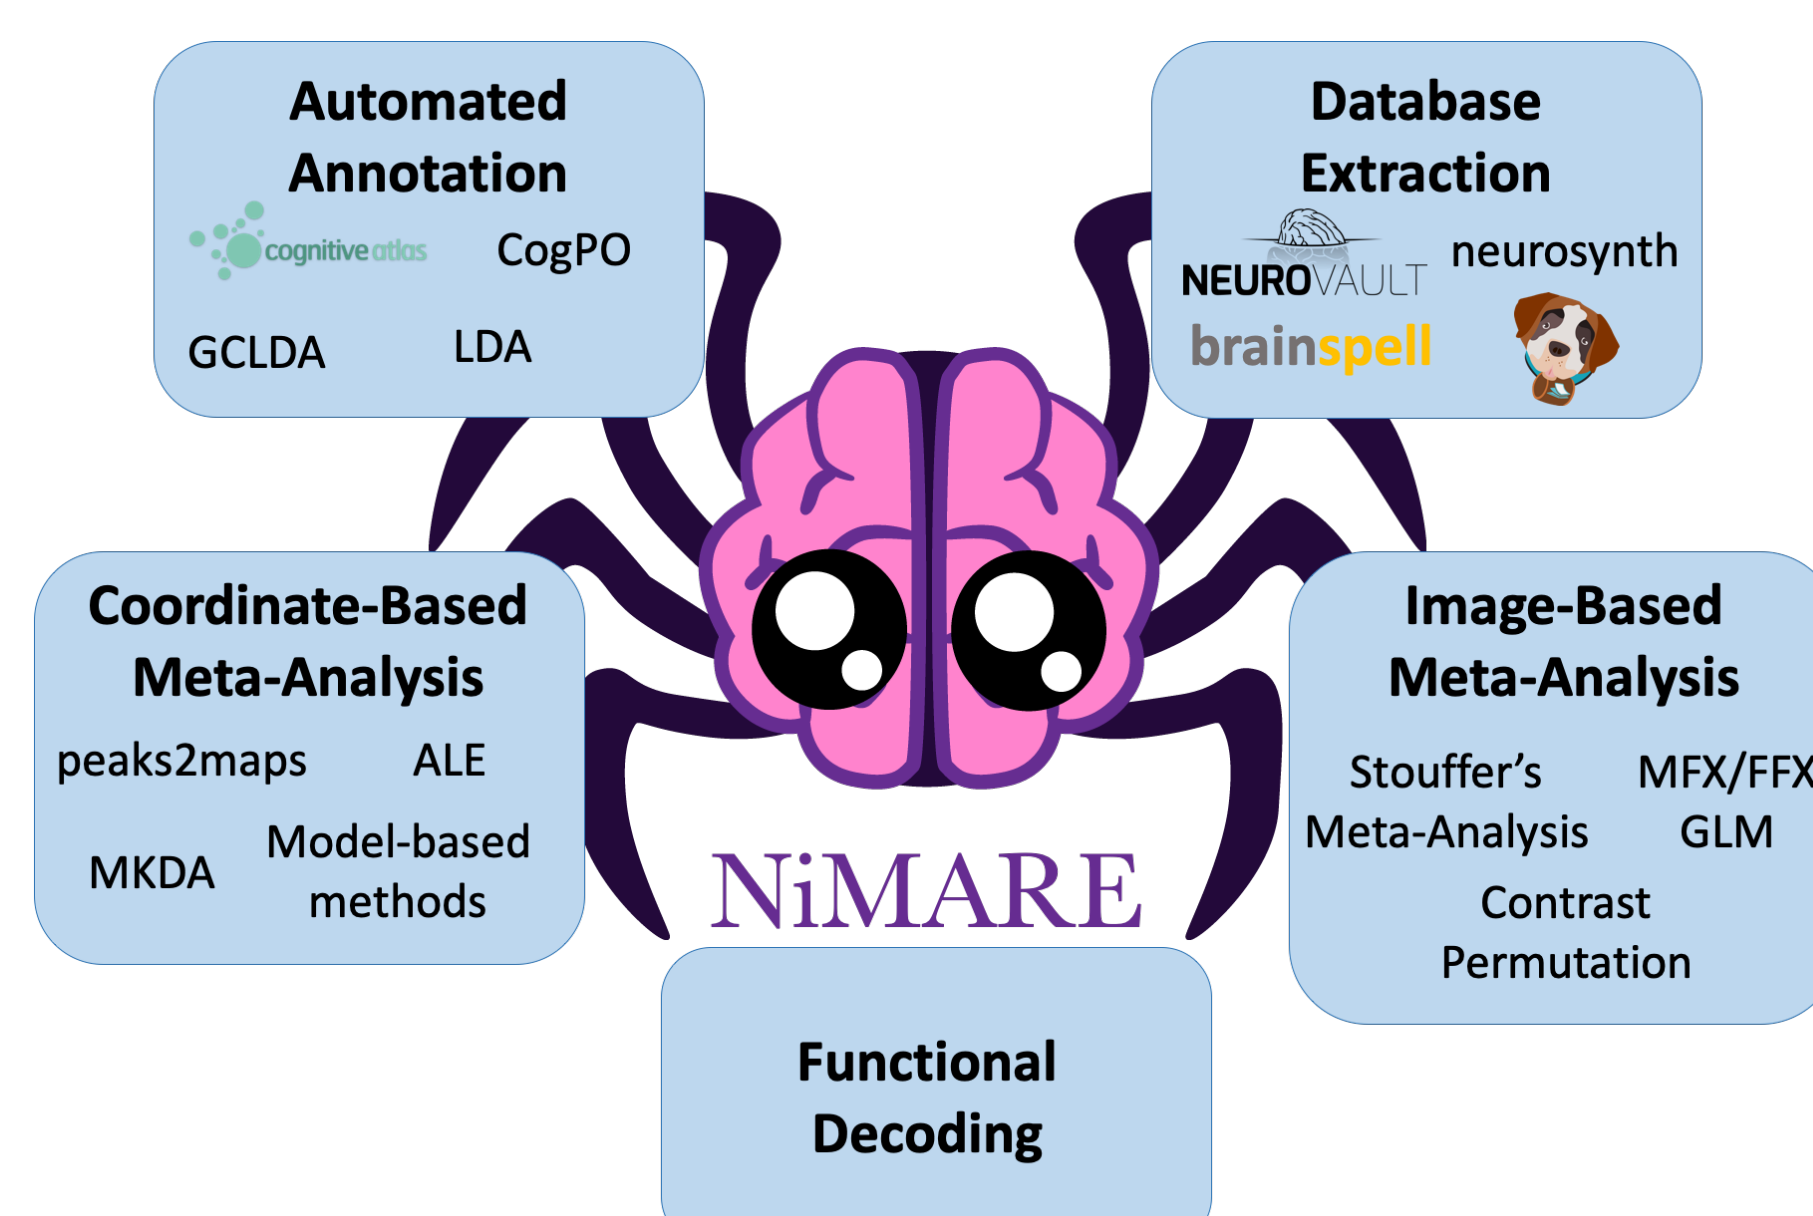 Automated
Annotation
cognitive atlas
CogPO
GCLDA
LDA
Database
Extraction
NEUROVAULT
neurosynth
brainspell
Coordinate-Based
Meta-Analysis
peaks2maps
ALE
MKDA
Model-based
methods
Image-Based
Meta-Analysis
Stouffer’s
Meta-Analysis
MFX/FFX
GLM
Contrast
Permutation
NiMARE
Functional
Decoding